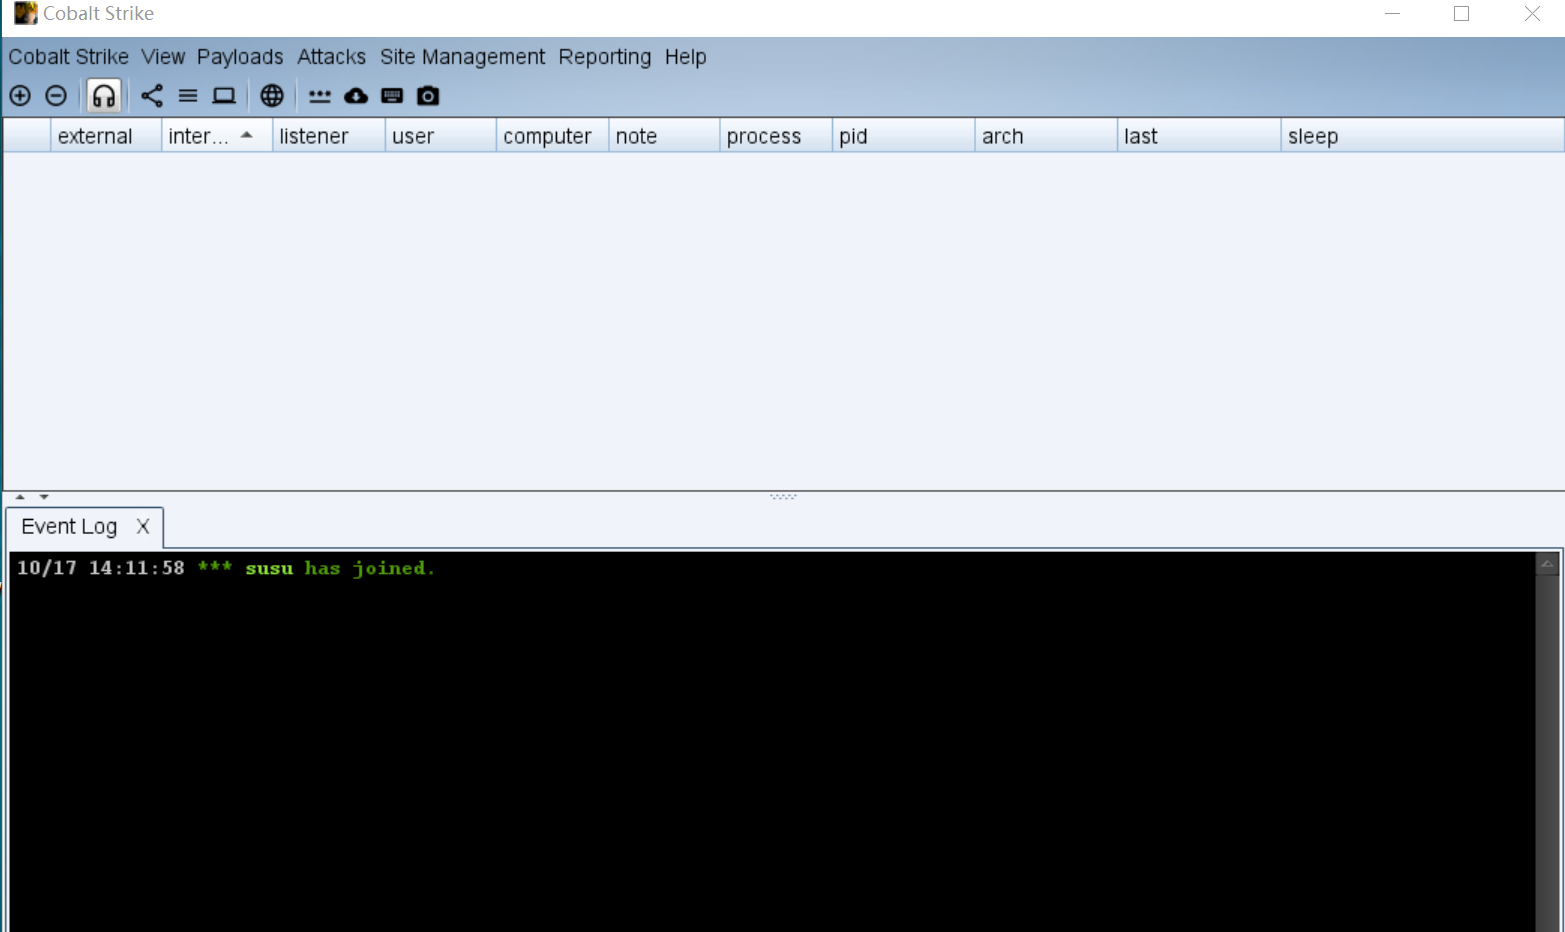 Cobalt Strike
Cobalt Strike View Payloads Attacks Site Management Reporting Help
external inter... listener user computer note process pid arch last sleep
Event Log X
10/17 14:11:58 *** susu has joined.